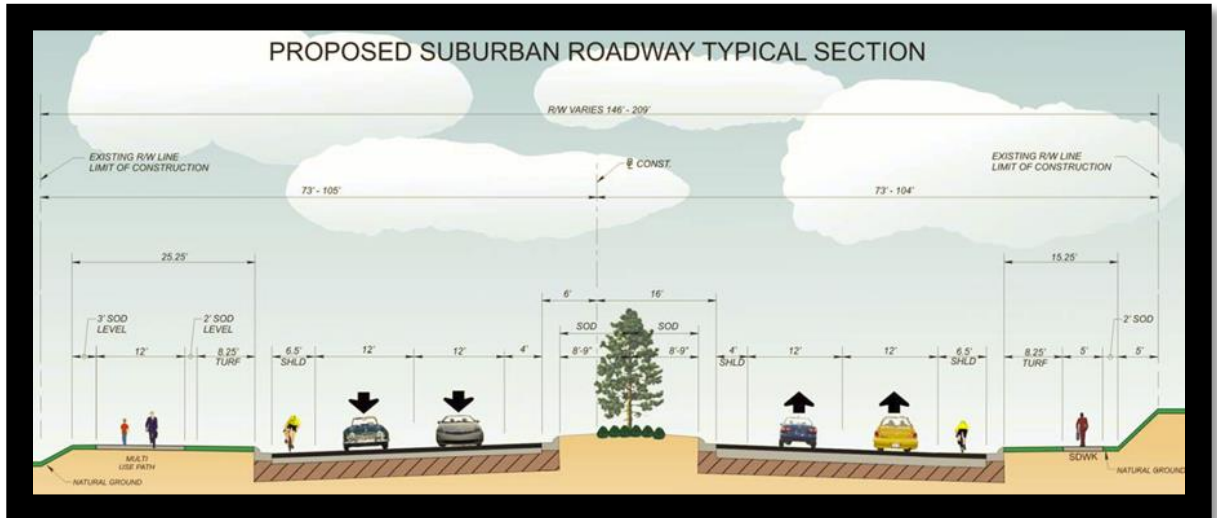 PROPOSED SUBURBAN ROADWAY TYPICAL SECTION
R/W VARIES 146' - 209'
EXISTING R/W LINE
LIMIT OF CONSTRUCTION
℄ CONST.
EXISTING R/W LINE
LIMIT OF CONSTRUCTION
73' - 105'
73' - 104'
25.25'
15.25'
6'
16'
3' SOD
LEVEL
2' SOD
LEVEL
SOD
SOD
2' SOD
12'
8.25'
TURF
6.5'
SHLD
12'
12'
4'
8'-9"
8'-9"
4'
SHLD
12'
12'
6.5'
SHLD
8.25'
TURF
5'
5'
MULTI
USE PATH
SDWK
NATURAL GROUND
NATURAL GROUND